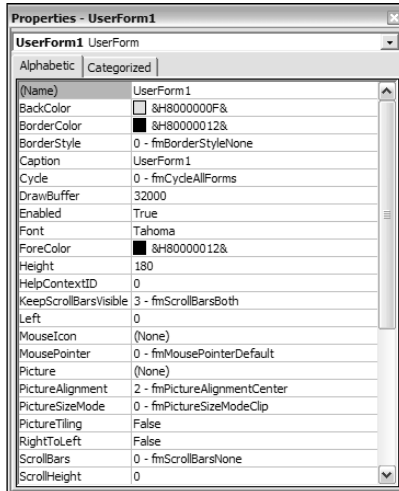 Properties - UserForm1
UserForm1 UserForm
Alphabetic Categorized
(Name) UserForm1
BackColor &H8000000F&
BorderColor &H80000012&
BorderStyle 0 - fmBorderStyleNone
Caption UserForm1
Cycle 0 - fmCycleAllForms
DrawBuffer 32000
Enabled True
Font Tahoma
ForeColor &H80000012&
Height 180
HelpContextID 0
KeepScrollBarsVisible 3 - fmScrollBarsBoth
Left 0
MouseIcon (None)
MousePointer 0 - fmMousePointerDefault
Picture (None)
PictureAlignment 2 - fmPictureAlignmentCenter
PictureSizeMode 0 - fmPictureSizeModeClip
PictureTiling False
RightToLeft False
ScrollBars 0 - fmScrollBarsNone
ScrollHeight 0